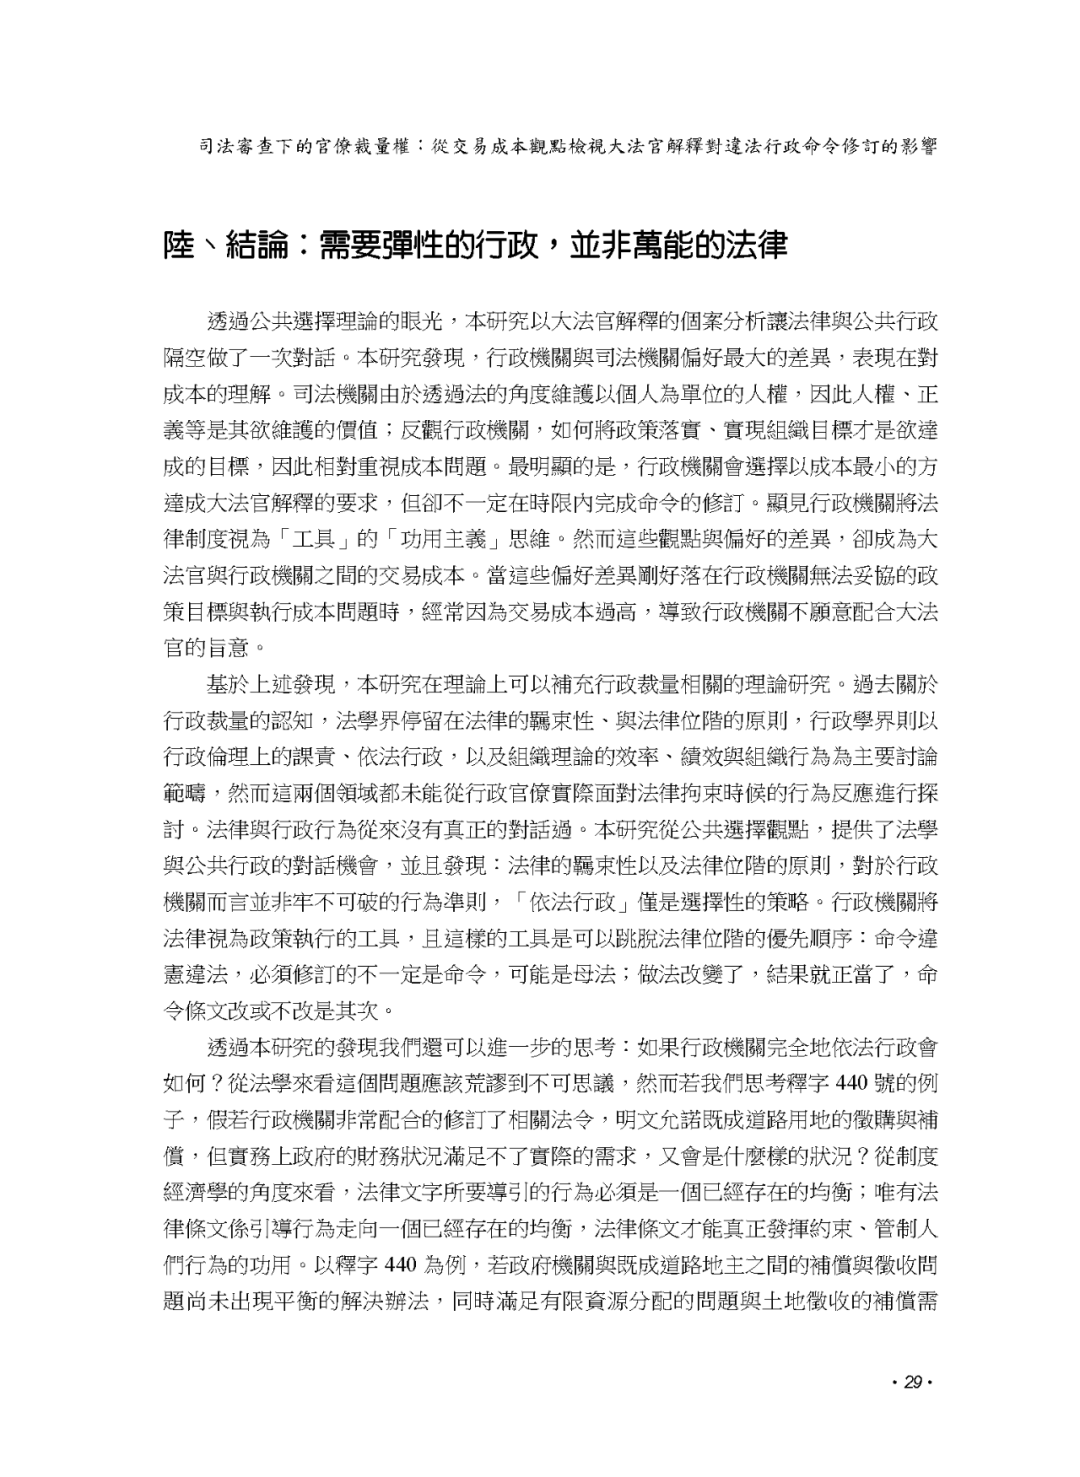 司法審查下的官僚裁量權：從交易成本觀點檢視大法官解釋對違法行政命令修訂的影響
陸、結論：需要彈性的行政，並非萬能的法律
透過公共選擇理論的眼光，本研究以大法官解釋的個案分析讓法律與公共行政
隔空做了一次對話。本研究發現，行政機關與司法機關偏好最大的差異，表現在對
成本的理解。司法機關由於透過法的角度維護以個人為單位的人權，因此人權、正
義等是其欲維護的價值；反觀行政機關，如何將政策落實、實現組織目標才是欲達
成的目標，因此相對重視成本問題。最明顯的是，行政機關會選擇以成本最小的方
達成大法官解釋的要求，但卻不一定在時限內完成命令的修訂。顯見行政機關將法
律制度視為「工具」的「功用主義」思維。然而這些觀點與偏好的差異，卻成為大
法官與行政機關之間的交易成本。當這些偏好差異剛好落在行政機關無法妥協的政
策目標與執行成本問題時，經常因為交易成本過高，導致行政機關不願意配合大法
官的旨意。
基於上述發現，本研究在理論上可以補充行政裁量相關的理論研究。過去關於
行政裁量的認知，法學界停留在法律的羈束性、與法律位階的原則，行政學界則以
行政倫理上的課責、依法行政，以及組織理論的效率、績效與組織行為為主要討論
範疇，然而這兩個領域都未能從行政官僚實際面對法律拘束時候的行為反應進行探
討。法律與行政行為從來沒有真正的對話過。本研究從公共選擇觀點，提供了法學
與公共行政的對話機會，並且發現：法律的羈束性以及法律位階的原則，對於行政
機關而言並非牢不可破的行為準則，「依法行政」僅是選擇性的策略。行政機關將
法律視為政策執行的工具，且這樣的工具是可以跳脫法律位階的優先順序：命令違
憲違法，必須修訂的不一定是命令，可能是母法；做法改變了，結果就正當了，命
令條文改或不改是其次。
透過本研究的發現我們還可以進一步的思考：如果行政機關完全地依法行政會
如何？從法學來看這個問題應該荒謬到不可思議，然而若我們思考釋字 440 號的例
子，假若行政機關非常配合的修訂了相關法令，明文允諾既成道路用地的徵購與補
償，但實務上政府的財務狀況滿足不了實際的需求，又會是什麼樣的狀況？從制度
經濟學的角度來看，法律文字所要導引的行為必須是一個已經存在的均衡；唯有法
律條文係引導行為走向一個已經存在的均衡，法律條文才能真正發揮約束、管制人
們行為的功用。以釋字 440 為例，若政府機關與既成道路地主之間的補償與徵收問
題尚未出現平衡的解決辦法，同時滿足有限資源分配的問題與土地徵收的補償需
・29・